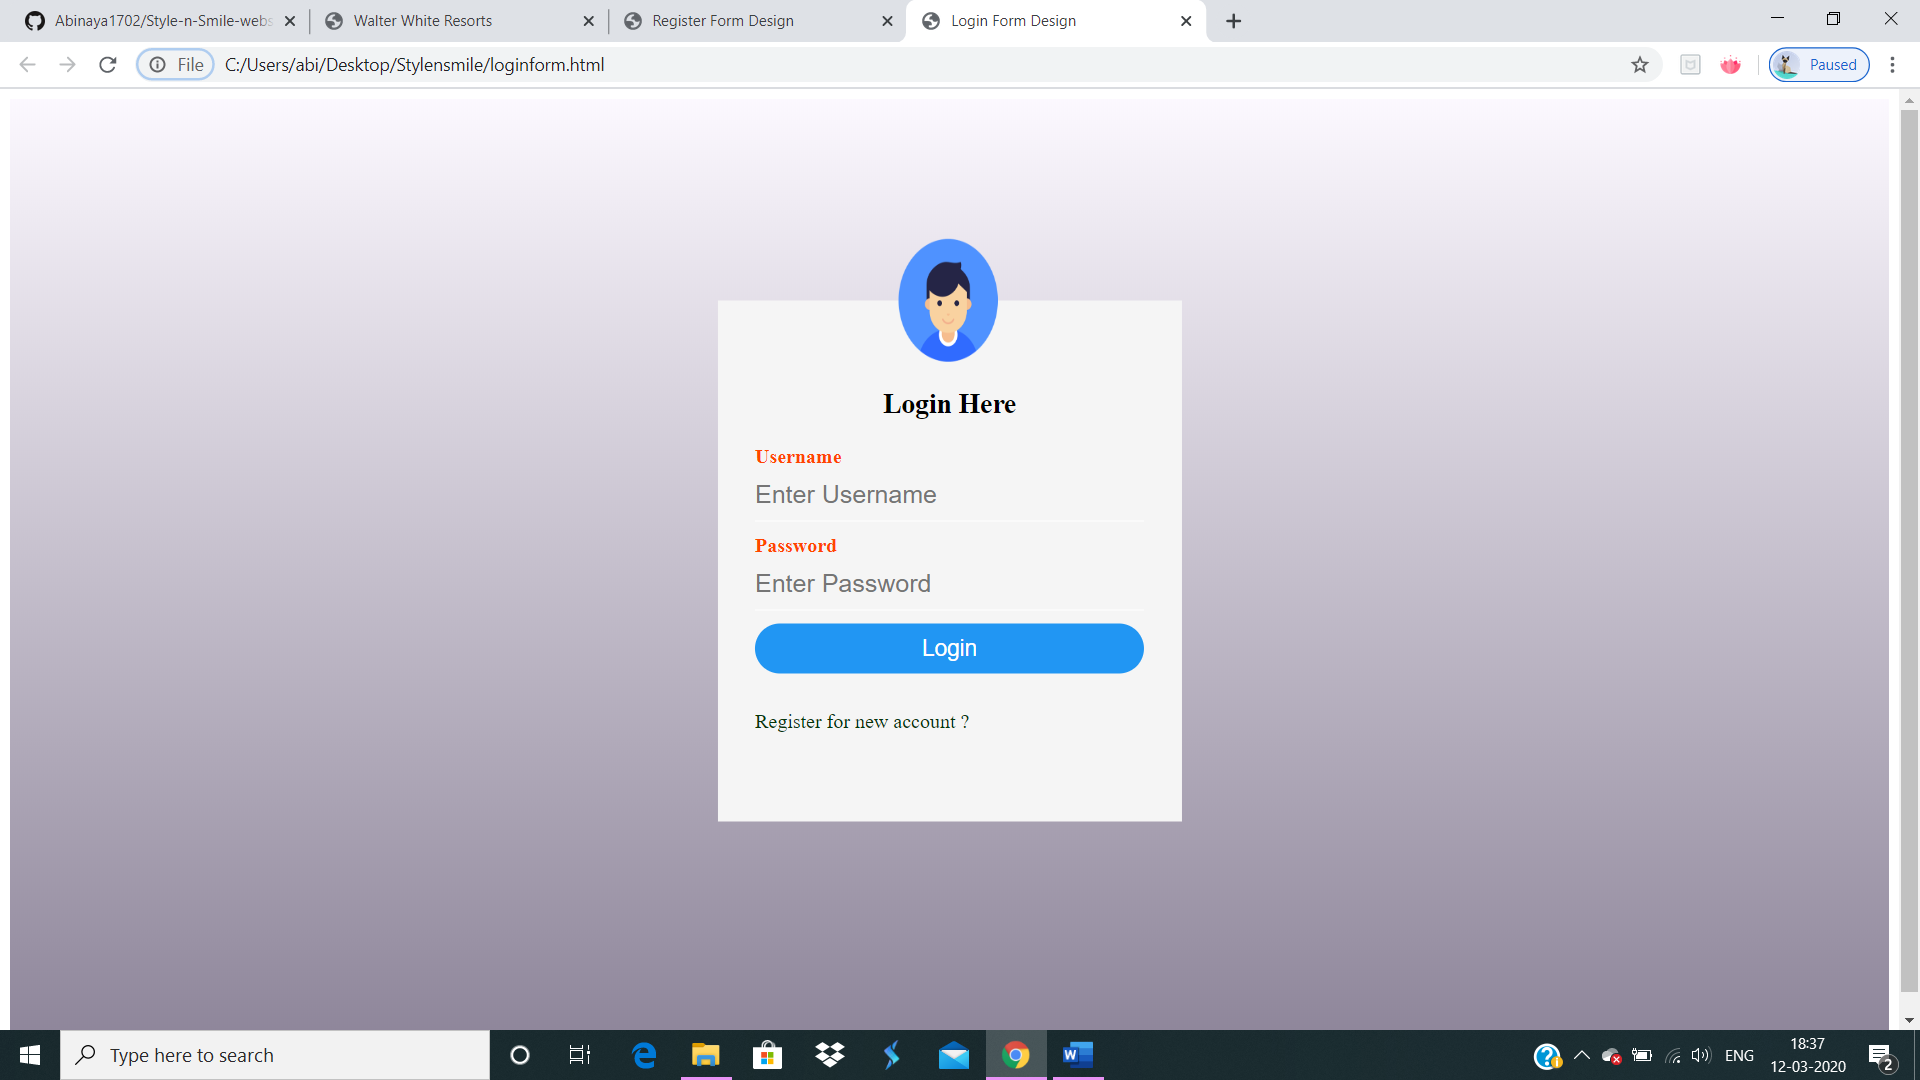 Abinaya1702/Style-n-Smile-webs
Walter White Resorts
Register Form Design
Login Form Design
File
C:/Users/abi/Desktop/Stylensmile/loginform.html
Paused
Login Here
Username
Enter Username
Password
Enter Password
Login
Register for new account ?
Type here to search
ENG
18:37
12-03-2020
2